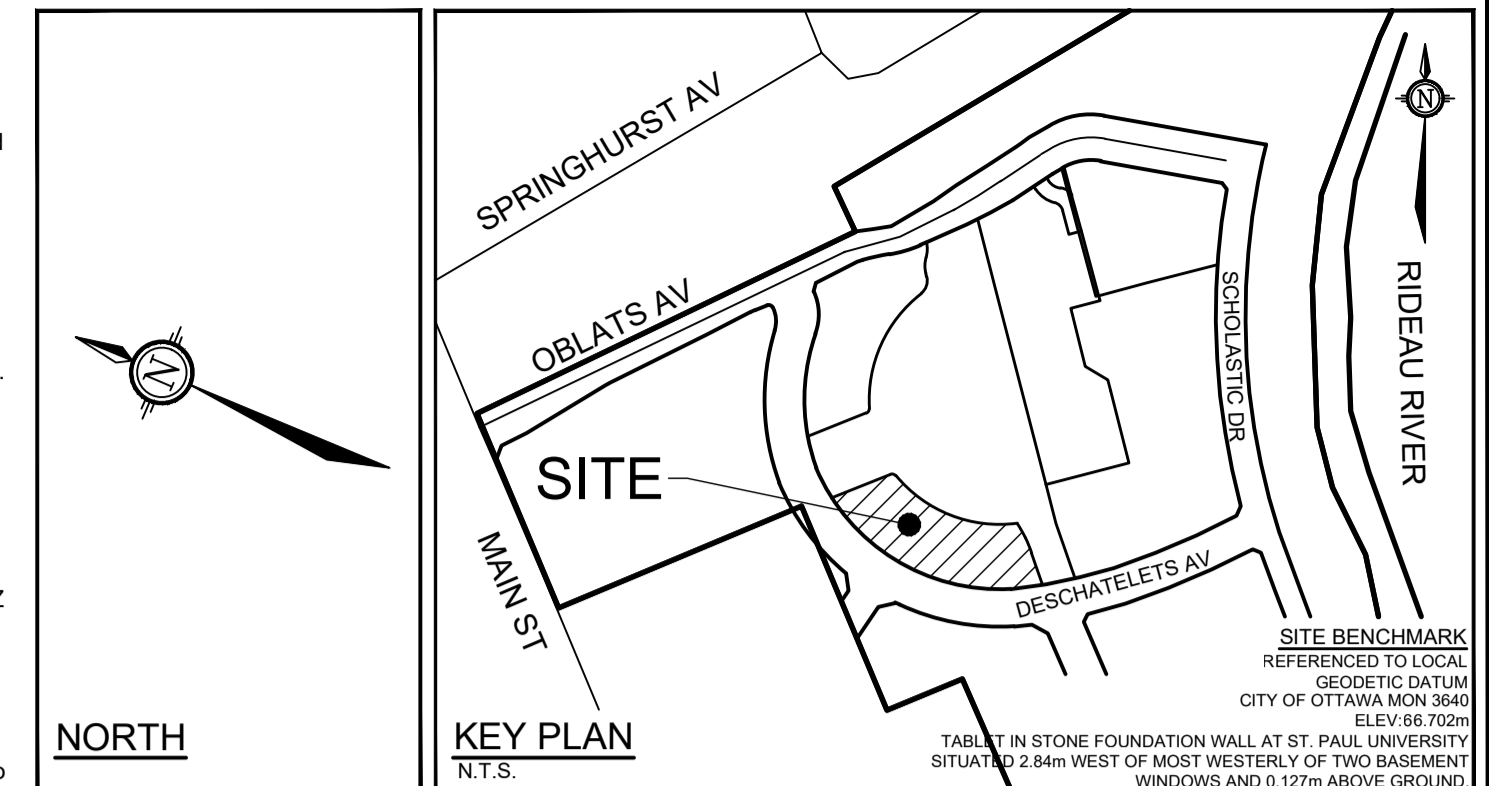 NORTH
N
SPRINGHURST AV
OBLATS AV
SITE
MAIN ST
SCHOLASTIC DR
DESCHATELETS AV
RIDEAU RIVER
N
KEY PLAN
N.T.S.
SITE BENCHMARK
REFERENCED TO LOCAL
GEODETIC DATUM
CITY OF OTTAWA MON 3640
ELEV:66.702m
TABLET IN STONE FOUNDATION WALL AT ST. PAUL UNIVERSITY
SITUATED 2.84m WEST OF MOST WESTERLY OF TWO BASEMENT
WINDOWS AND 0.127m ABOVE GROUND.